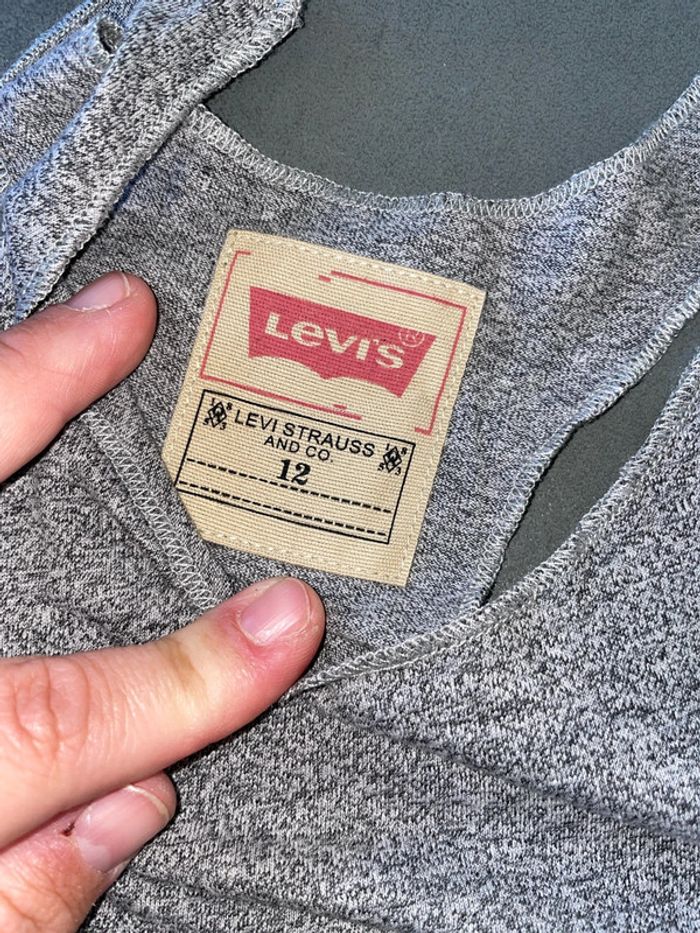 Levi's®
LEVI STRAUSS
AND CO.
12